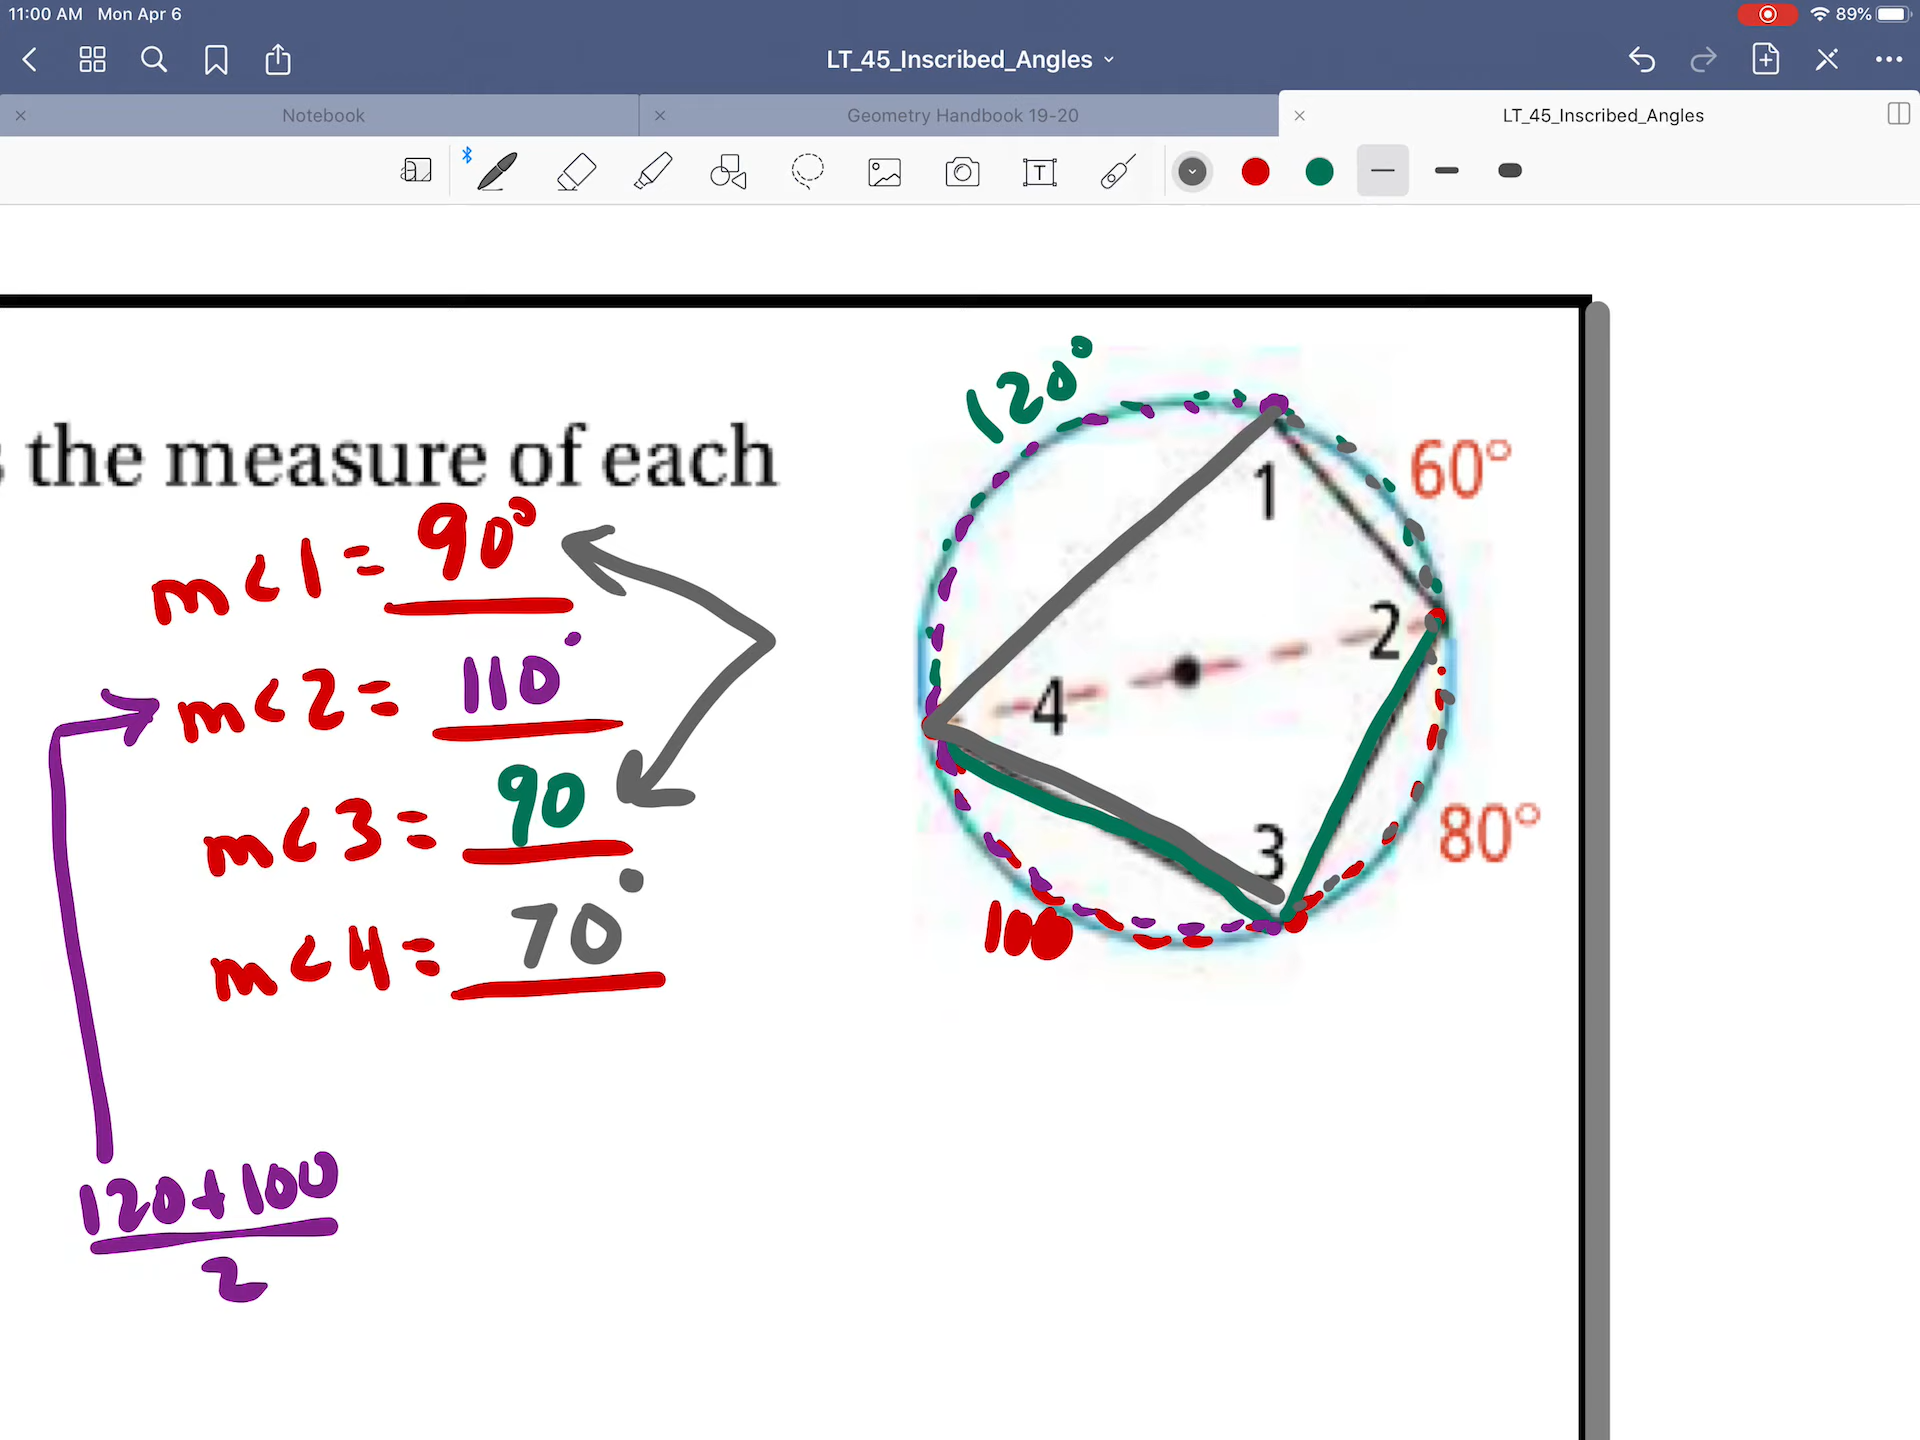 11:00 AM Mon Apr 6 89%
LT_45_Inscribed_Angles
Notebook Geometry Handbook 19-20 LT_45_Inscribed_Angles
T
s the measure of each
m<1= 90°
m<2= 110°
m<3= 90
m<4= 70°
120+100
2
120°
60°
1
2
4
80°
3
100